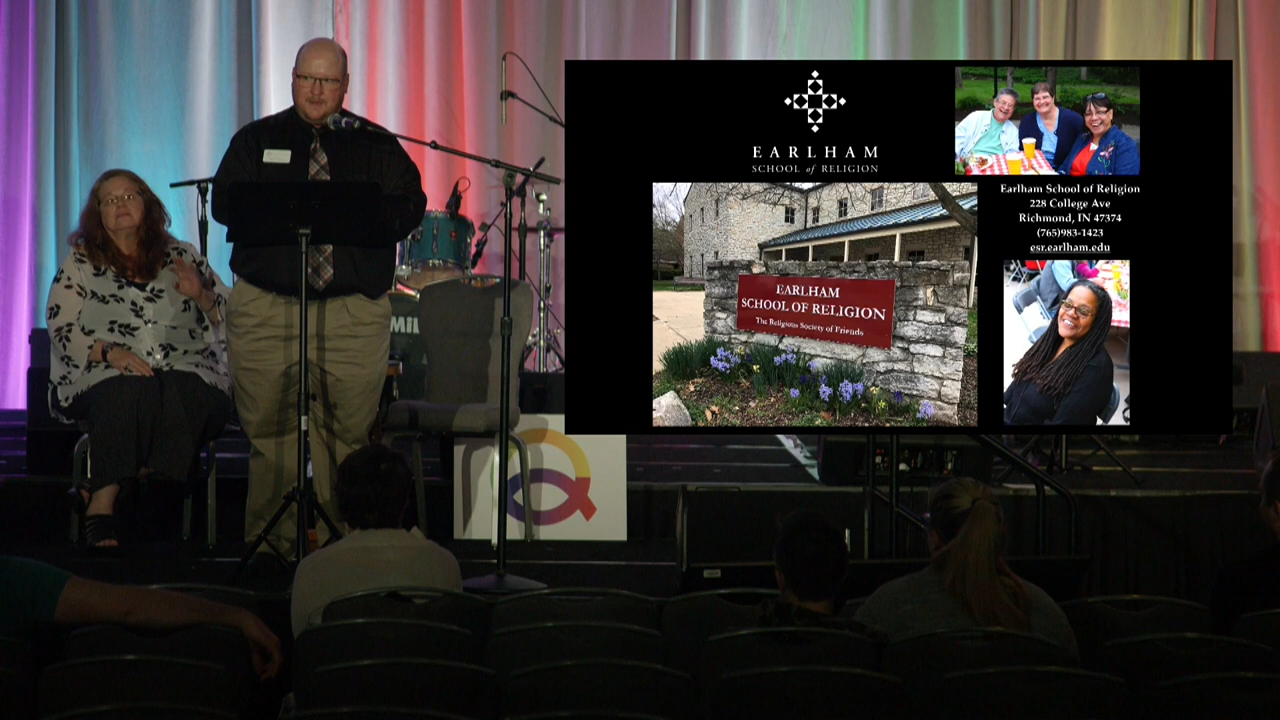 EARLHAM
SCHOOL of RELIGION
Earlham School of Religion
228 College Ave
Richmond, IN 47374
(765)983-1423
esr.earlham.edu
EARLHAM
SCHOOL OF RELIGION
The Religious Society of Friends